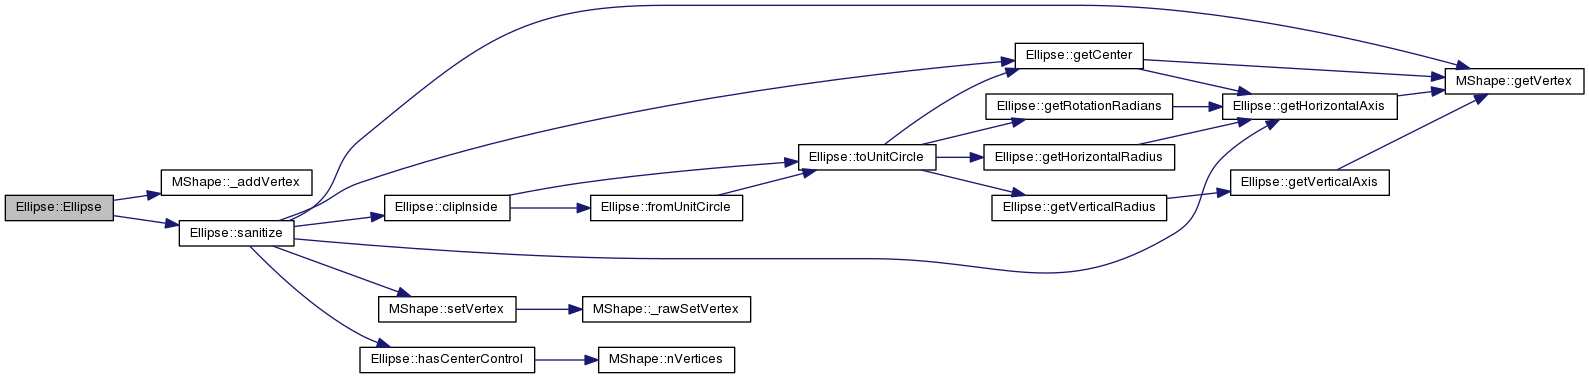 Ellipse::getCenter
MShape::getVertex
Ellipse::getRotationRadians
Ellipse::getHorizontalAxis
Ellipse::toUnitCircle
Ellipse::getHorizontalRadius
MShape::_addVertex
Ellipse::getVerticalAxis
Ellipse::Ellipse
Ellipse::clipInside
Ellipse::fromUnitCircle
Ellipse::getVerticalRadius
Ellipse::sanitize
MShape::setVertex
MShape::_rawSetVertex
Ellipse::hasCenterControl
MShape::nVertices